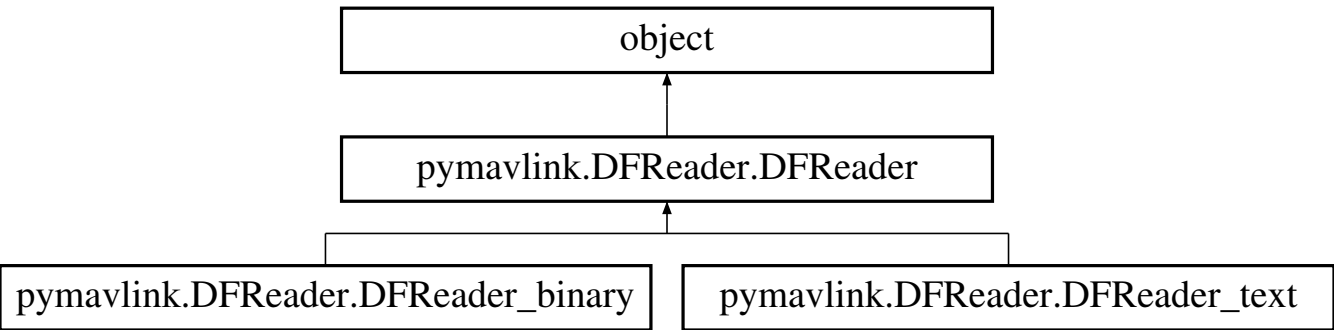 object
pymavlink.DFReader.DFReader
pymavlink.DFReader.DFReader_binary
pymavlink.DFReader.DFReader_text